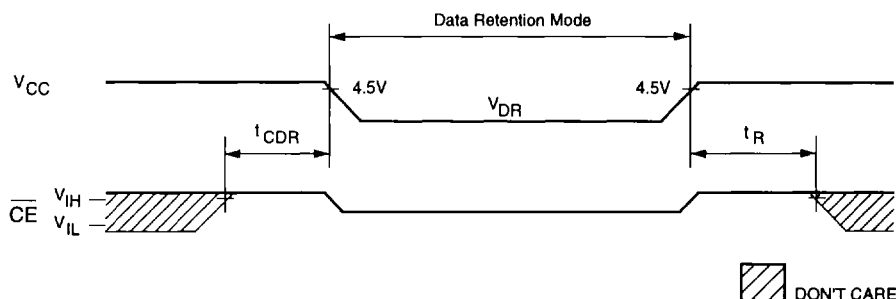 Data Retention Mode
VCC
4.5V
VDR
4.5V
tCDR
tR
CE
VIH
VIL
DON'T CARE